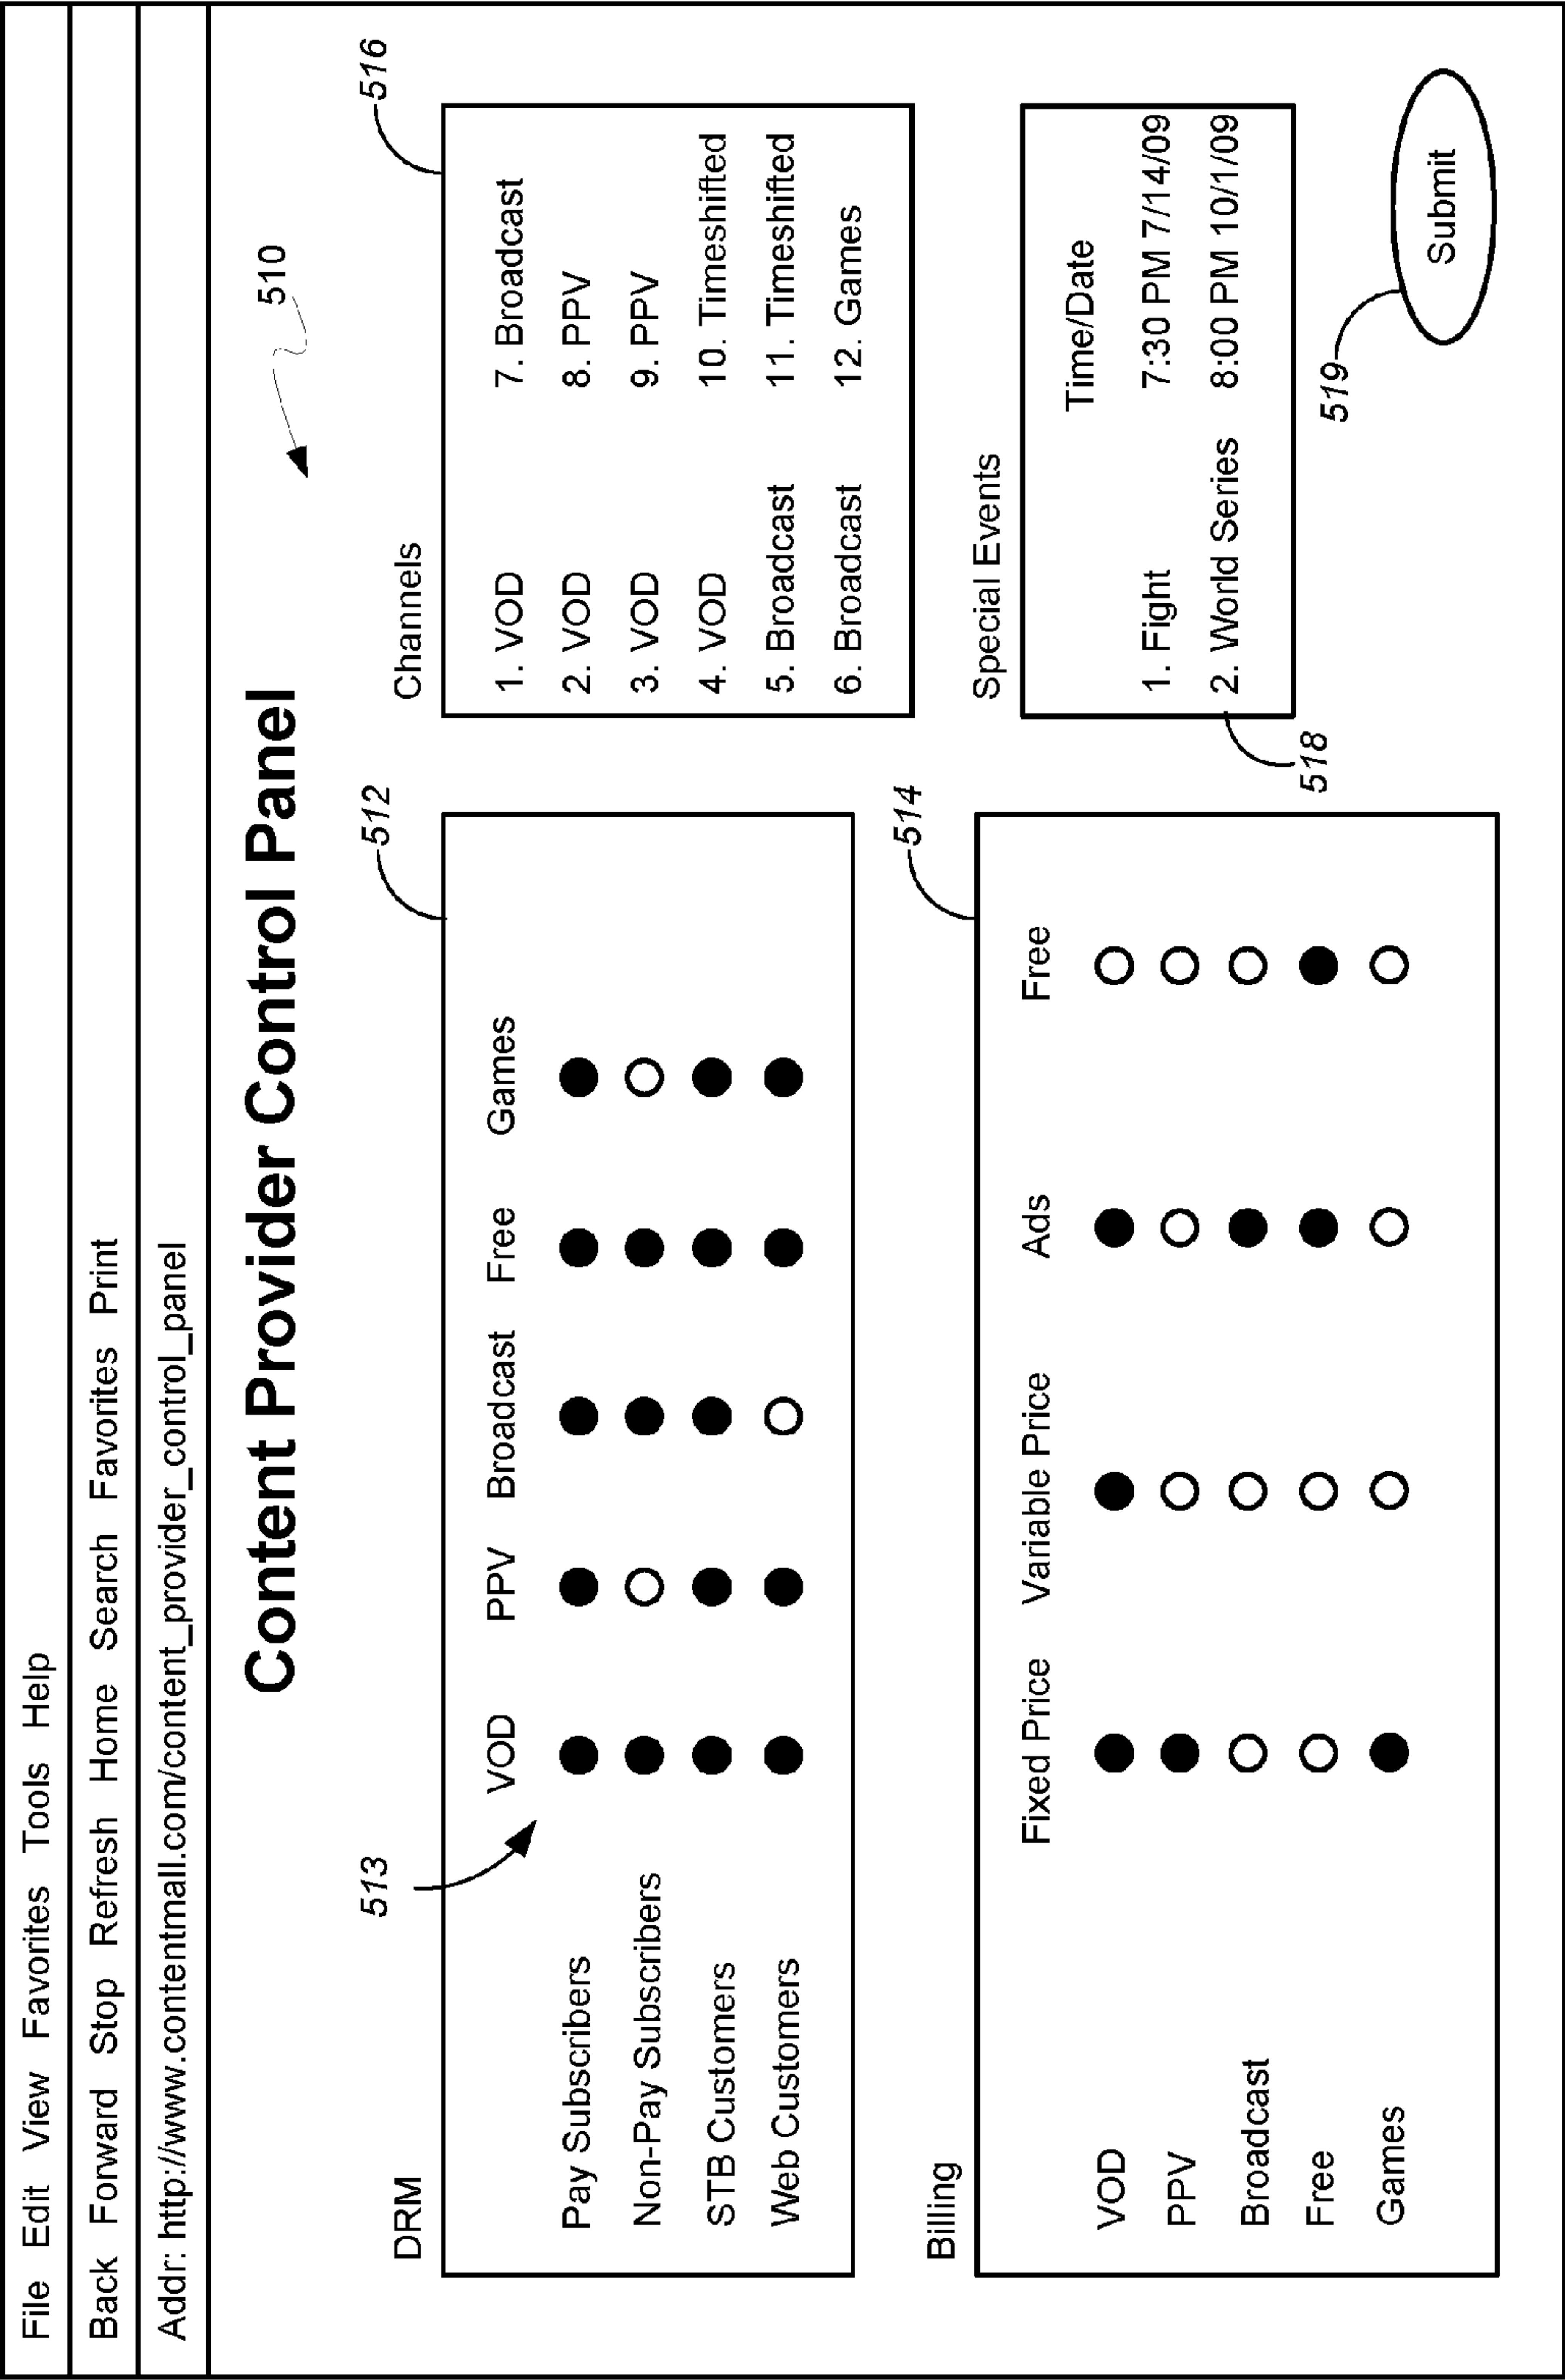 File Edit View Favorites Tools Help
Back Forward Stop Refresh Home Search Favorites Print
Addr: http://www.contentmall.com/content_provider_control_panel
Content Provider Control Panel
510
DRM
512
513
VOD PPV Broadcast Free Games
Pay Subscribers
Non-Pay Subscribers
STB Customers
Web Customers
Channels
516
1. VOD 7. Broadcast
2. VOD 8. PPV
3. VOD 9. PPV
4. VOD 10. Timeshifted
5. Broadcast 11. Timeshifted
6. Broadcast 12. Games
Billing
514
Fixed Price Variable Price Ads Free
VOD
PPV
Broadcast
Free
Games
Special Events
Time/Date
1. Fight 7:30 PM 7/14/09
2. World Series 8:00 PM 10/1/09
518
519
Submit